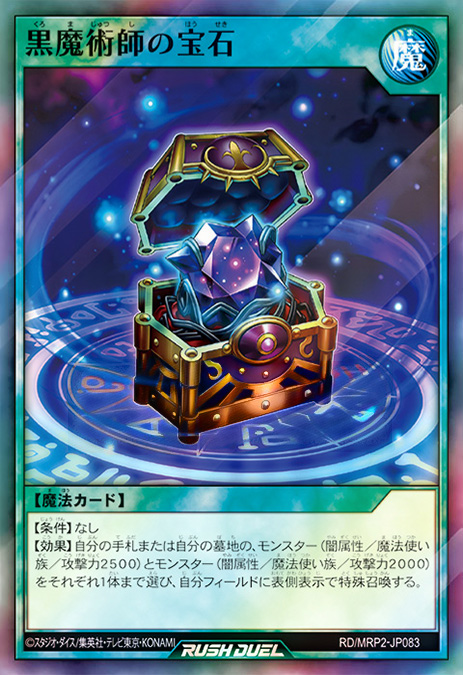 黒魔術師の宝石
魔
【魔法カード】
【条件】なし
【効果】自分の手札または自分の墓地の、モンスター（闇属性／魔法使い
族／攻撃力2500）とモンスター（闇属性／魔法使い族／攻撃力2000）
をそれぞれ1体まで選び、自分フィールドに表側表示で特殊召喚する。
©スタジオ・ダイス/集英社・テレビ東京・KONAMI
RUSH DUEL
RD/MRP2-JP083